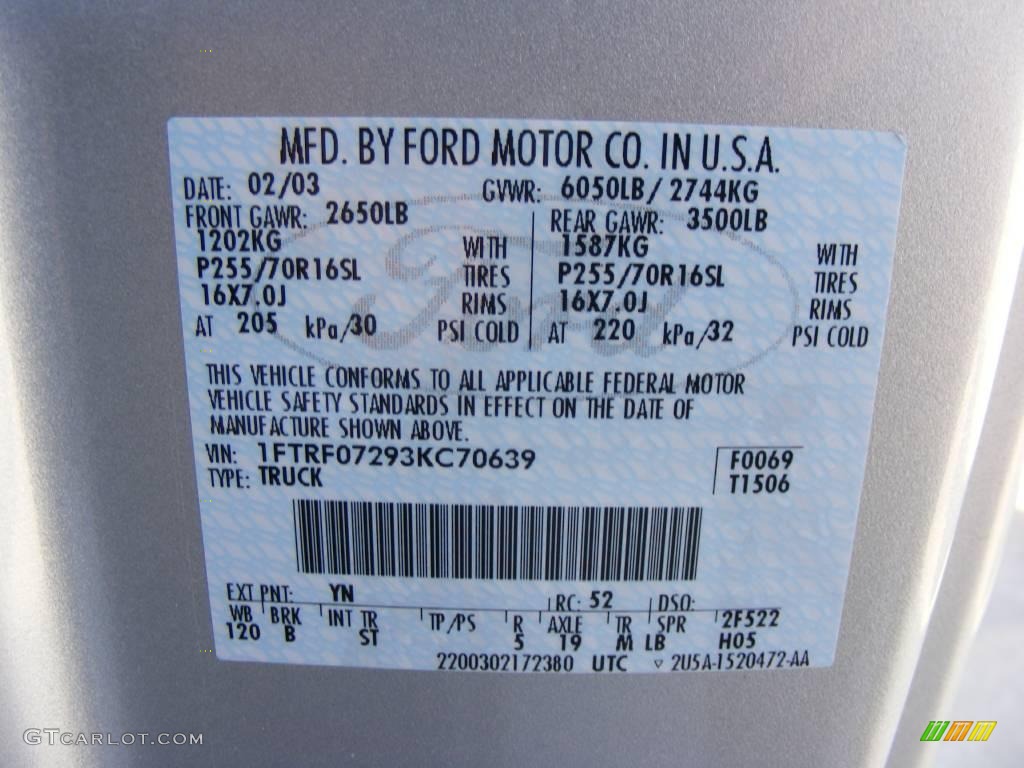 MFD. BY FORD MOTOR CO. IN U.S.A.
DATE: 02/03 GVWR: 6050LB/ 2744KG
FRONT GAWR: 2650LB REAR GAWR: 3500LB
1202KG WITH 1587KG WITH
P255/70R16SL TIRES P255/70R16SL TIRES
16X7.0J RIMS 16X7.0J RIMS
AT 205 kPa/30 PSI COLD AT 220 kPa/32 PSI COLD
Ford
THIS VEHICLE CONFORMS TO ALL APPLICABLE FEDERAL MOTOR
VEHICLE SAFETY STANDARDS IN EFFECT ON THE DATE OF
MANUFACTURE SHOWN ABOVE.
VIN: 1FTRF07293KC70639 F0069
TYPE: TRUCK T1506
EXT PNT: YN RC: 52 DSO:
WB BRK INT TR TP/PS R AXLE TR SPR 2F522
120 B ST 5 19 M LB H05
2200302172380 UTC ▽ 2U5A-1520472-AA
GTCARLOT.COM